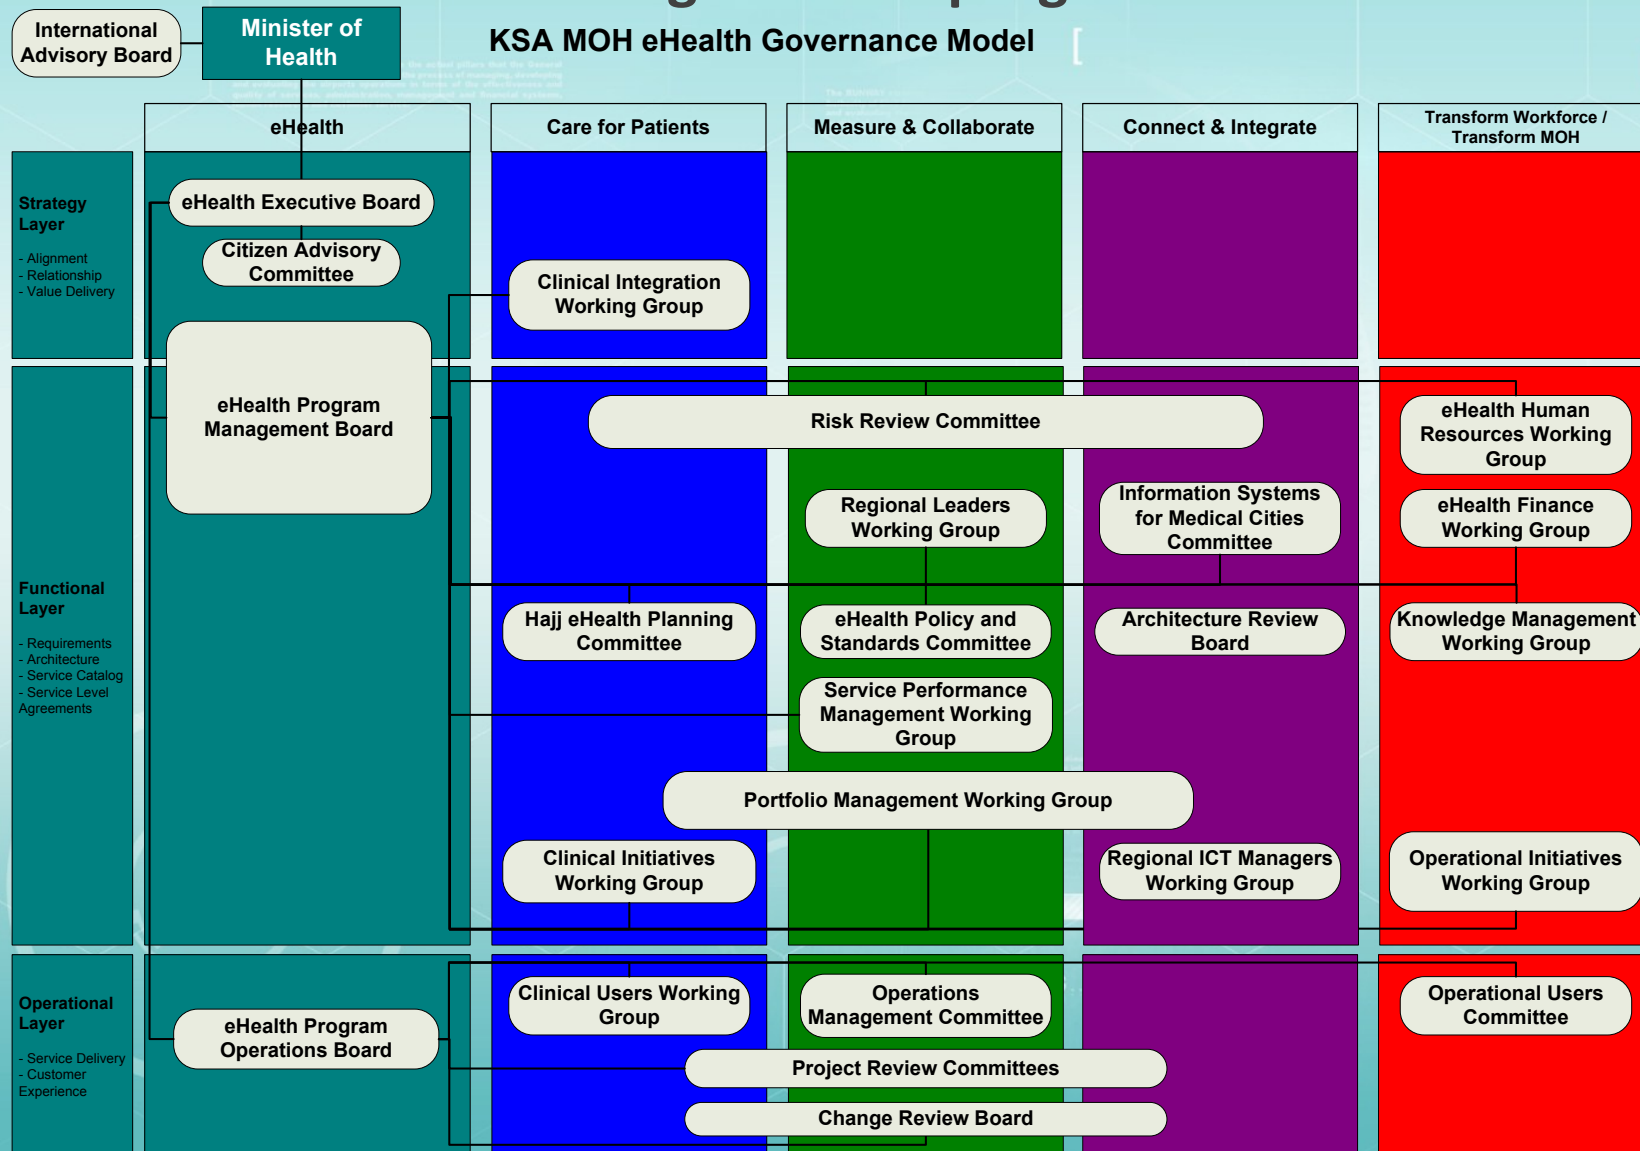 International
Advisory Board
Minister of
Health
KSA MOH eHealth Governance Model
[
eHealth
Care for Patients
Measure & Collaborate
Connect & Integrate
Transform Workforce /
Transform MOH
Strategy
Layer
- Alignment
- Relationship
- Value Delivery
eHealth Executive Board
Citizen Advisory
Committee
Clinical Integration
Working Group
eHealth Program
Management Board
Risk Review Committee
eHealth Human
Resources Working
Group
Regional Leaders
Working Group
Information Systems
for Medical Cities
Committee
eHealth Finance
Working Group
Functional
Layer
- Requirements
- Architecture
- Service Catalog
- Service Level
Agreements
Hajj eHealth Planning
Committee
eHealth Policy and
Standards Committee
Architecture Review
Board
Knowledge Management
Working Group
Service Performance
Management Working
Group
Portfolio Management Working Group
Clinical Initiatives
Working Group
Regional ICT Managers
Working Group
Operational Initiatives
Working Group
Operational
Layer
- Service Delivery
- Customer
Experience
eHealth Program
Operations Board
Clinical Users Working
Group
Operations
Management Committee
Operational Users
Committee
Project Review Committees
Change Review Board